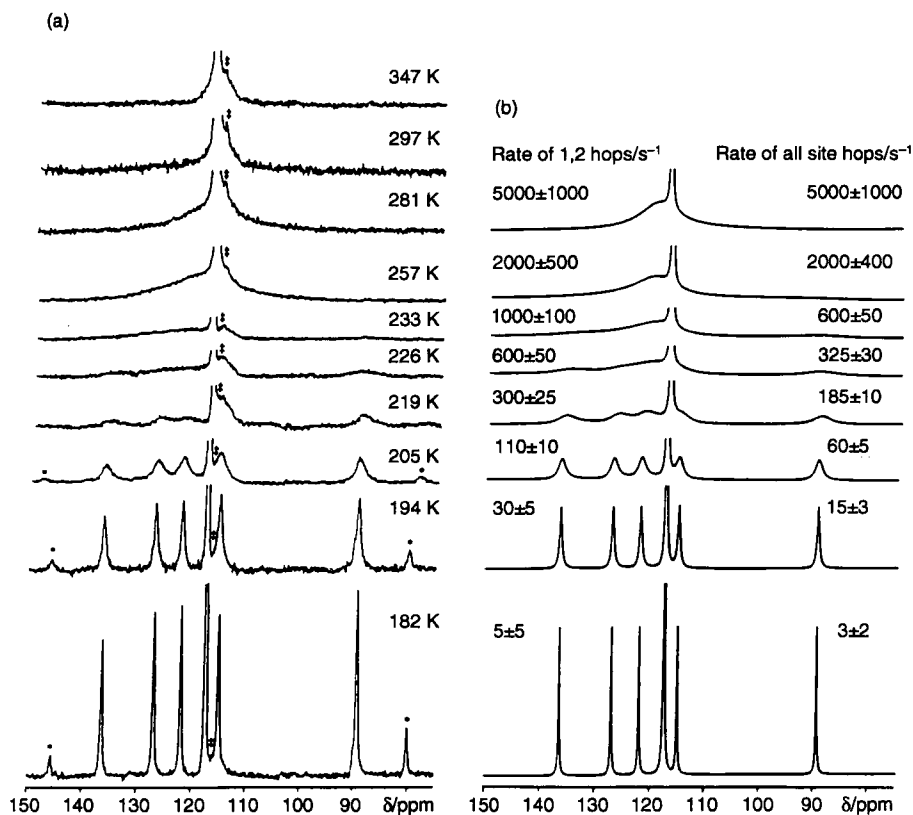 (a)
347 K
‡
297 K
‡
281 K
‡
257 K
‡
233 K
‡
226 K
‡
219 K
‡
205 K
‡
194 K
‡
182 K
‡
150 140 130 120 110 100 90 δ/ppm
(b)
Rate of 1,2 hops/s⁻¹ Rate of all site hops/s⁻¹
5000±1000 5000±1000
2000±500 2000±400
1000±100 600±50
600±50 325±30
300±25 185±10
110±10 60±5
30±5 15±3
5±5 3±2
150 140 130 120 110 100 90 δ/ppm